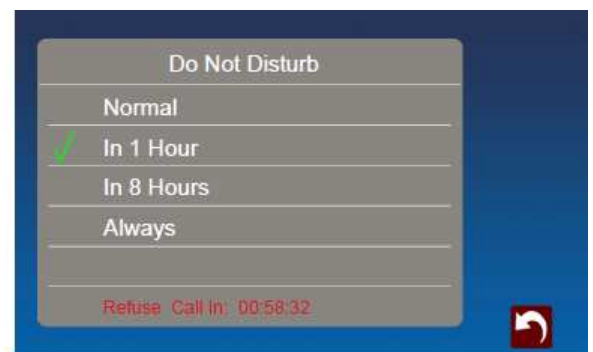 Do Not Disturb
Normal
In 1 Hour
In 8 Hours
Always
Refuse Call In: 00:58:32